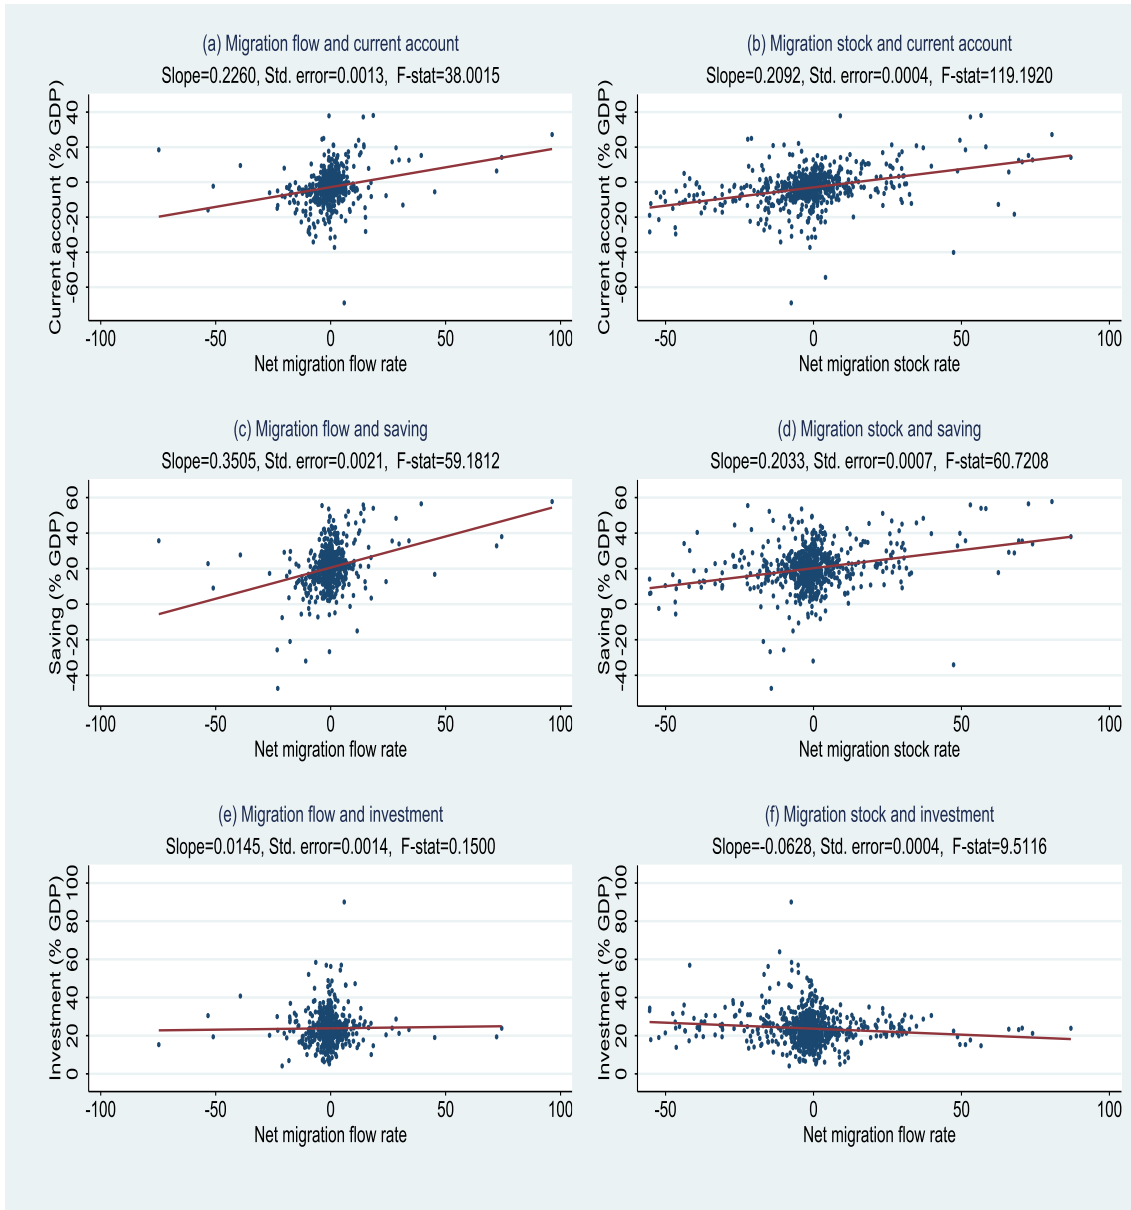 (a) Migration flow and current account
Slope=0.2260, Std. error=0.0013, F-stat=38.0015
Current account (% GDP)
40
20
0
-20
-40
-60
-100
-50
0
50
100
Net migration flow rate
(b) Migration stock and current account
Slope=0.2092, Std. error=0.0004, F-stat=119.1920
Current account (% GDP)
40
20
0
-20
-40
-60
-50
0
50
100
Net migration stock rate
(c) Migration flow and saving
Slope=0.3505, Std. error=0.0021, F-stat=59.1812
Saving (% GDP)
60
40
20
0
-20
-40
-100
-50
0
50
100
Net migration flow rate
(d) Migration stock and saving
Slope=0.2033, Std. error=0.0007, F-stat=60.7208
Saving (% GDP)
60
40
20
0
-20
-40
-50
0
50
100
Net migration stock rate
(e) Migration flow and investment
Slope=0.0145, Std. error=0.0014, F-stat=0.1500
Investment (% GDP)
100
80
60
40
20
0
-100
-50
0
50
100
Net migration flow rate
(f) Migration stock and investment
Slope=-0.0628, Std. error=0.0004, F-stat=9.5116
Investment (% GDP)
100
80
60
40
20
0
-50
0
50
100
Net migration flow rate